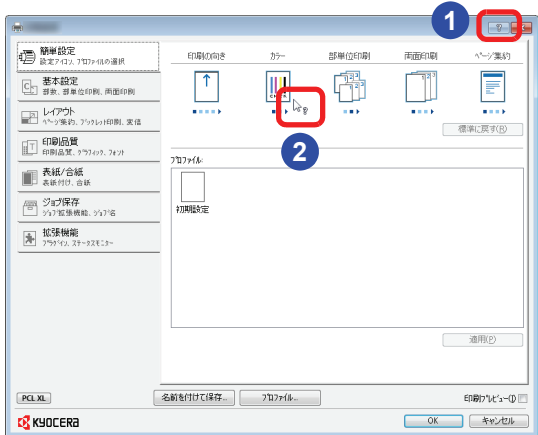 1
?
簡単設定
設定アイコン、プロファイルの選択
基本設定
部数、部単位印刷、両面印刷
レイアウト
ページ集約、ブックレット印刷、変倍
印刷品質
印刷品質、グラフィック、フォント
表紙/合紙
表紙付け、合紙
ジョブ保存
ジョブ拡張機能、ジョブ名
拡張機能
プラグイン、ステータスモニター
印刷の向き カラー 部単位印刷 両面印刷 ページ集約
2
標準に戻す(R)
プロファイル:
初期設定
適用(P)
PCL XL 名前を付けて保存... プロファイル... 印刷プレビュー(I)
KYOCERA
OK キャンセル